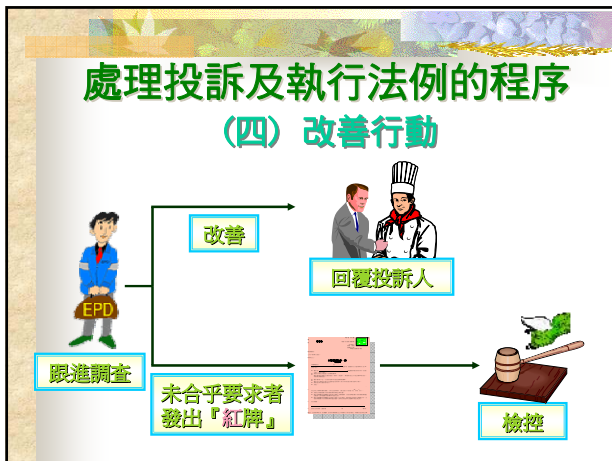 處理投訴及執行法例的程序
(四) 改善行動
改善
回覆投訴人
EPD
跟進調查
未合乎要求者
發出『紅牌』
檢控